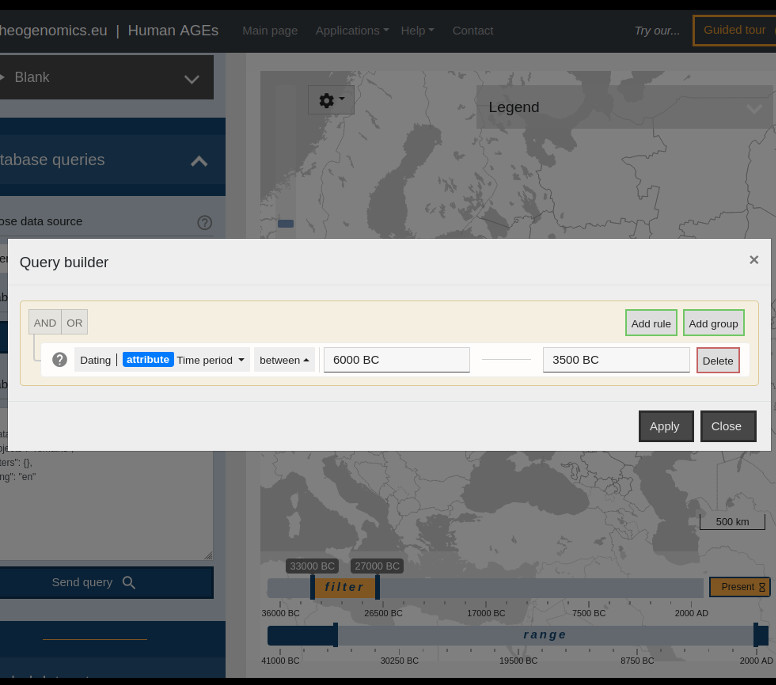 heogenomics.eu | Human AGEs Main page Applications Help Contact Try our... Guided tour
Blank
Legend
tabase queries
ose data source
Query builder ×
AND OR Add rule Add group
Dating | attribute Time period between 6000 BC 3500 BC Delete
Apply Close
ters": {},
ng": "en"
500 km
33000 BC 27000 BC
Send query filter Present
36000 BC 26500 BC 17000 BC 7500 BC 2000 AD
range
41000 BC 30250 BC 19500 BC 8750 BC 2000 AD